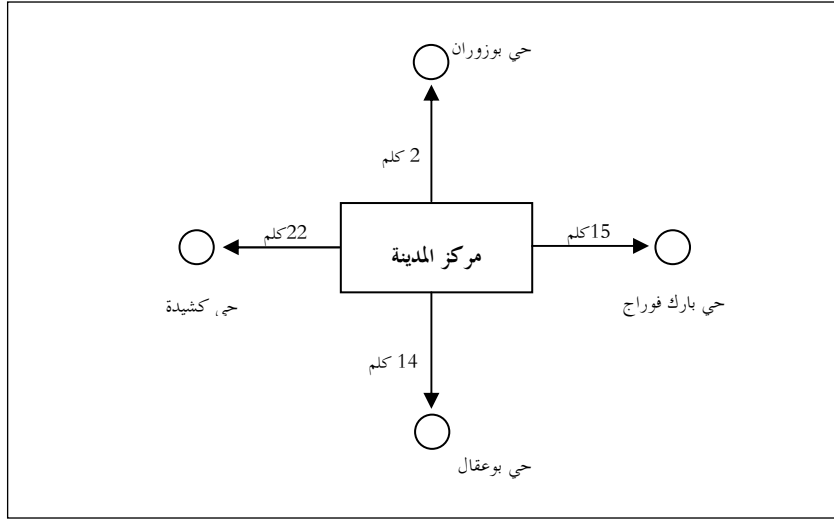 حي بوزوران
2 كلم
22كلم
15كلم
مركز المدينة
حي كشيدة
حي بارك فوراج
14 كلم
حي بوعقال